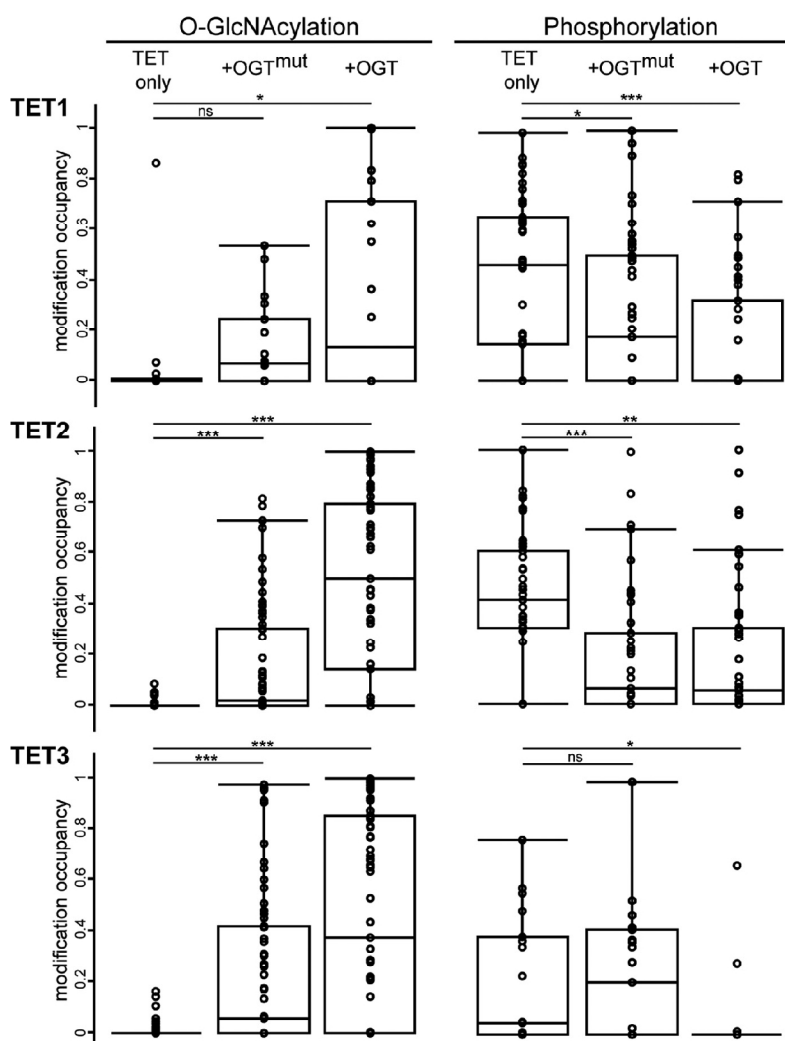 O-GlcNAcylation Phosphorylation
TET only +OGTmut +OGT TET only +OGTmut +OGT
TET1
* ***
ns *
modification occupancy
1
0.8
0.6
0.4
0.2
0
TET2
*** **
*** ***
modification occupancy
1
0.8
0.6
0.4
0.2
0
TET3
*** *
*** ns
modification occupancy
1
0.8
0.6
0.4
0.2
0